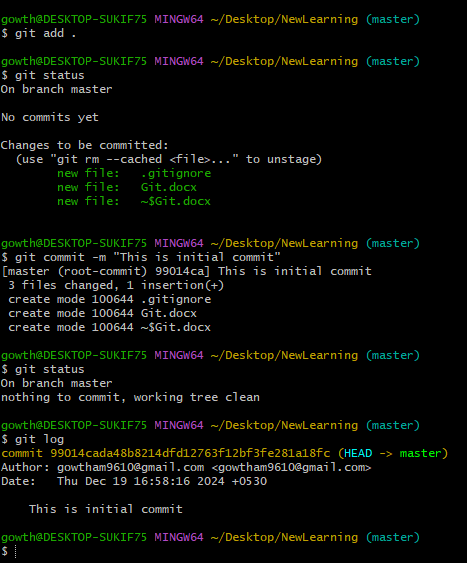 gowth@DESKTOP-SUKIF75 MINGW64 ~/Desktop/NewLearning (master)
$ git add .

gowth@DESKTOP-SUKIF75 MINGW64 ~/Desktop/NewLearning (master)
$ git status
On branch master

No commits yet

Changes to be committed:
  (use "git rm --cached <file>..." to unstage)
        new file:   .gitignore
        new file:   Git.docx
        new file:   ~$Git.docx


gowth@DESKTOP-SUKIF75 MINGW64 ~/Desktop/NewLearning (master)
$ git commit -m "This is initial commit"
[master (root-commit) 99014ca] This is initial commit
 3 files changed, 1 insertion(+)
 create mode 100644 .gitignore
 create mode 100644 Git.docx
 create mode 100644 ~$Git.docx

gowth@DESKTOP-SUKIF75 MINGW64 ~/Desktop/NewLearning (master)
$ git status
On branch master
nothing to commit, working tree clean

gowth@DESKTOP-SUKIF75 MINGW64 ~/Desktop/NewLearning (master)
$ git log
commit 99014cada48b8214dfd12763f12bf3fe281a18fc (HEAD -> master)
Author: gowtham9610@gmail.com <gowtham9610@gmail.com>
Date:   Thu Dec 19 16:58:16 2024 +0530

    This is initial commit

gowth@DESKTOP-SUKIF75 MINGW64 ~/Desktop/NewLearning (master)
$